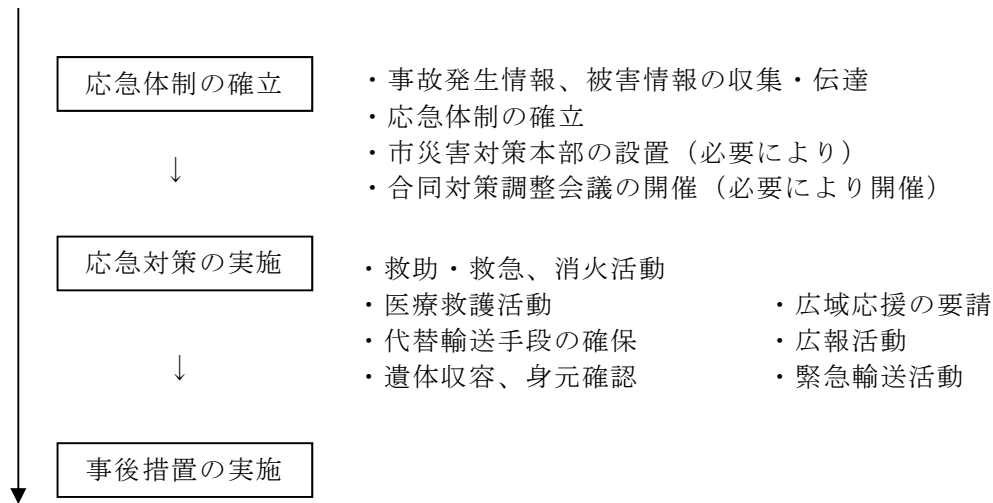 応急体制の確立
・事故発生情報、被害情報の収集・伝達
・応急体制の確立
・市災害対策本部の設置（必要により）
・合同対策調整会議の開催（必要により開催）
↓
応急対策の実施
・救助・救急、消火活動
・医療救護活動 ・広域応援の要請
・代替輸送手段の確保 ・広報活動
・遺体収容、身元確認 ・緊急輸送活動
↓
事後措置の実施